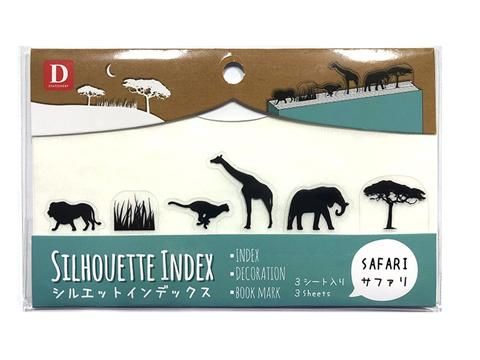 D
STATIONERY
SILHOUETTE INDEX
シルエットインデックス
▪INDEX
▪DECORATION
▪BOOK MARK
3シート入り
3 Sheets
SAFARI
サファリ